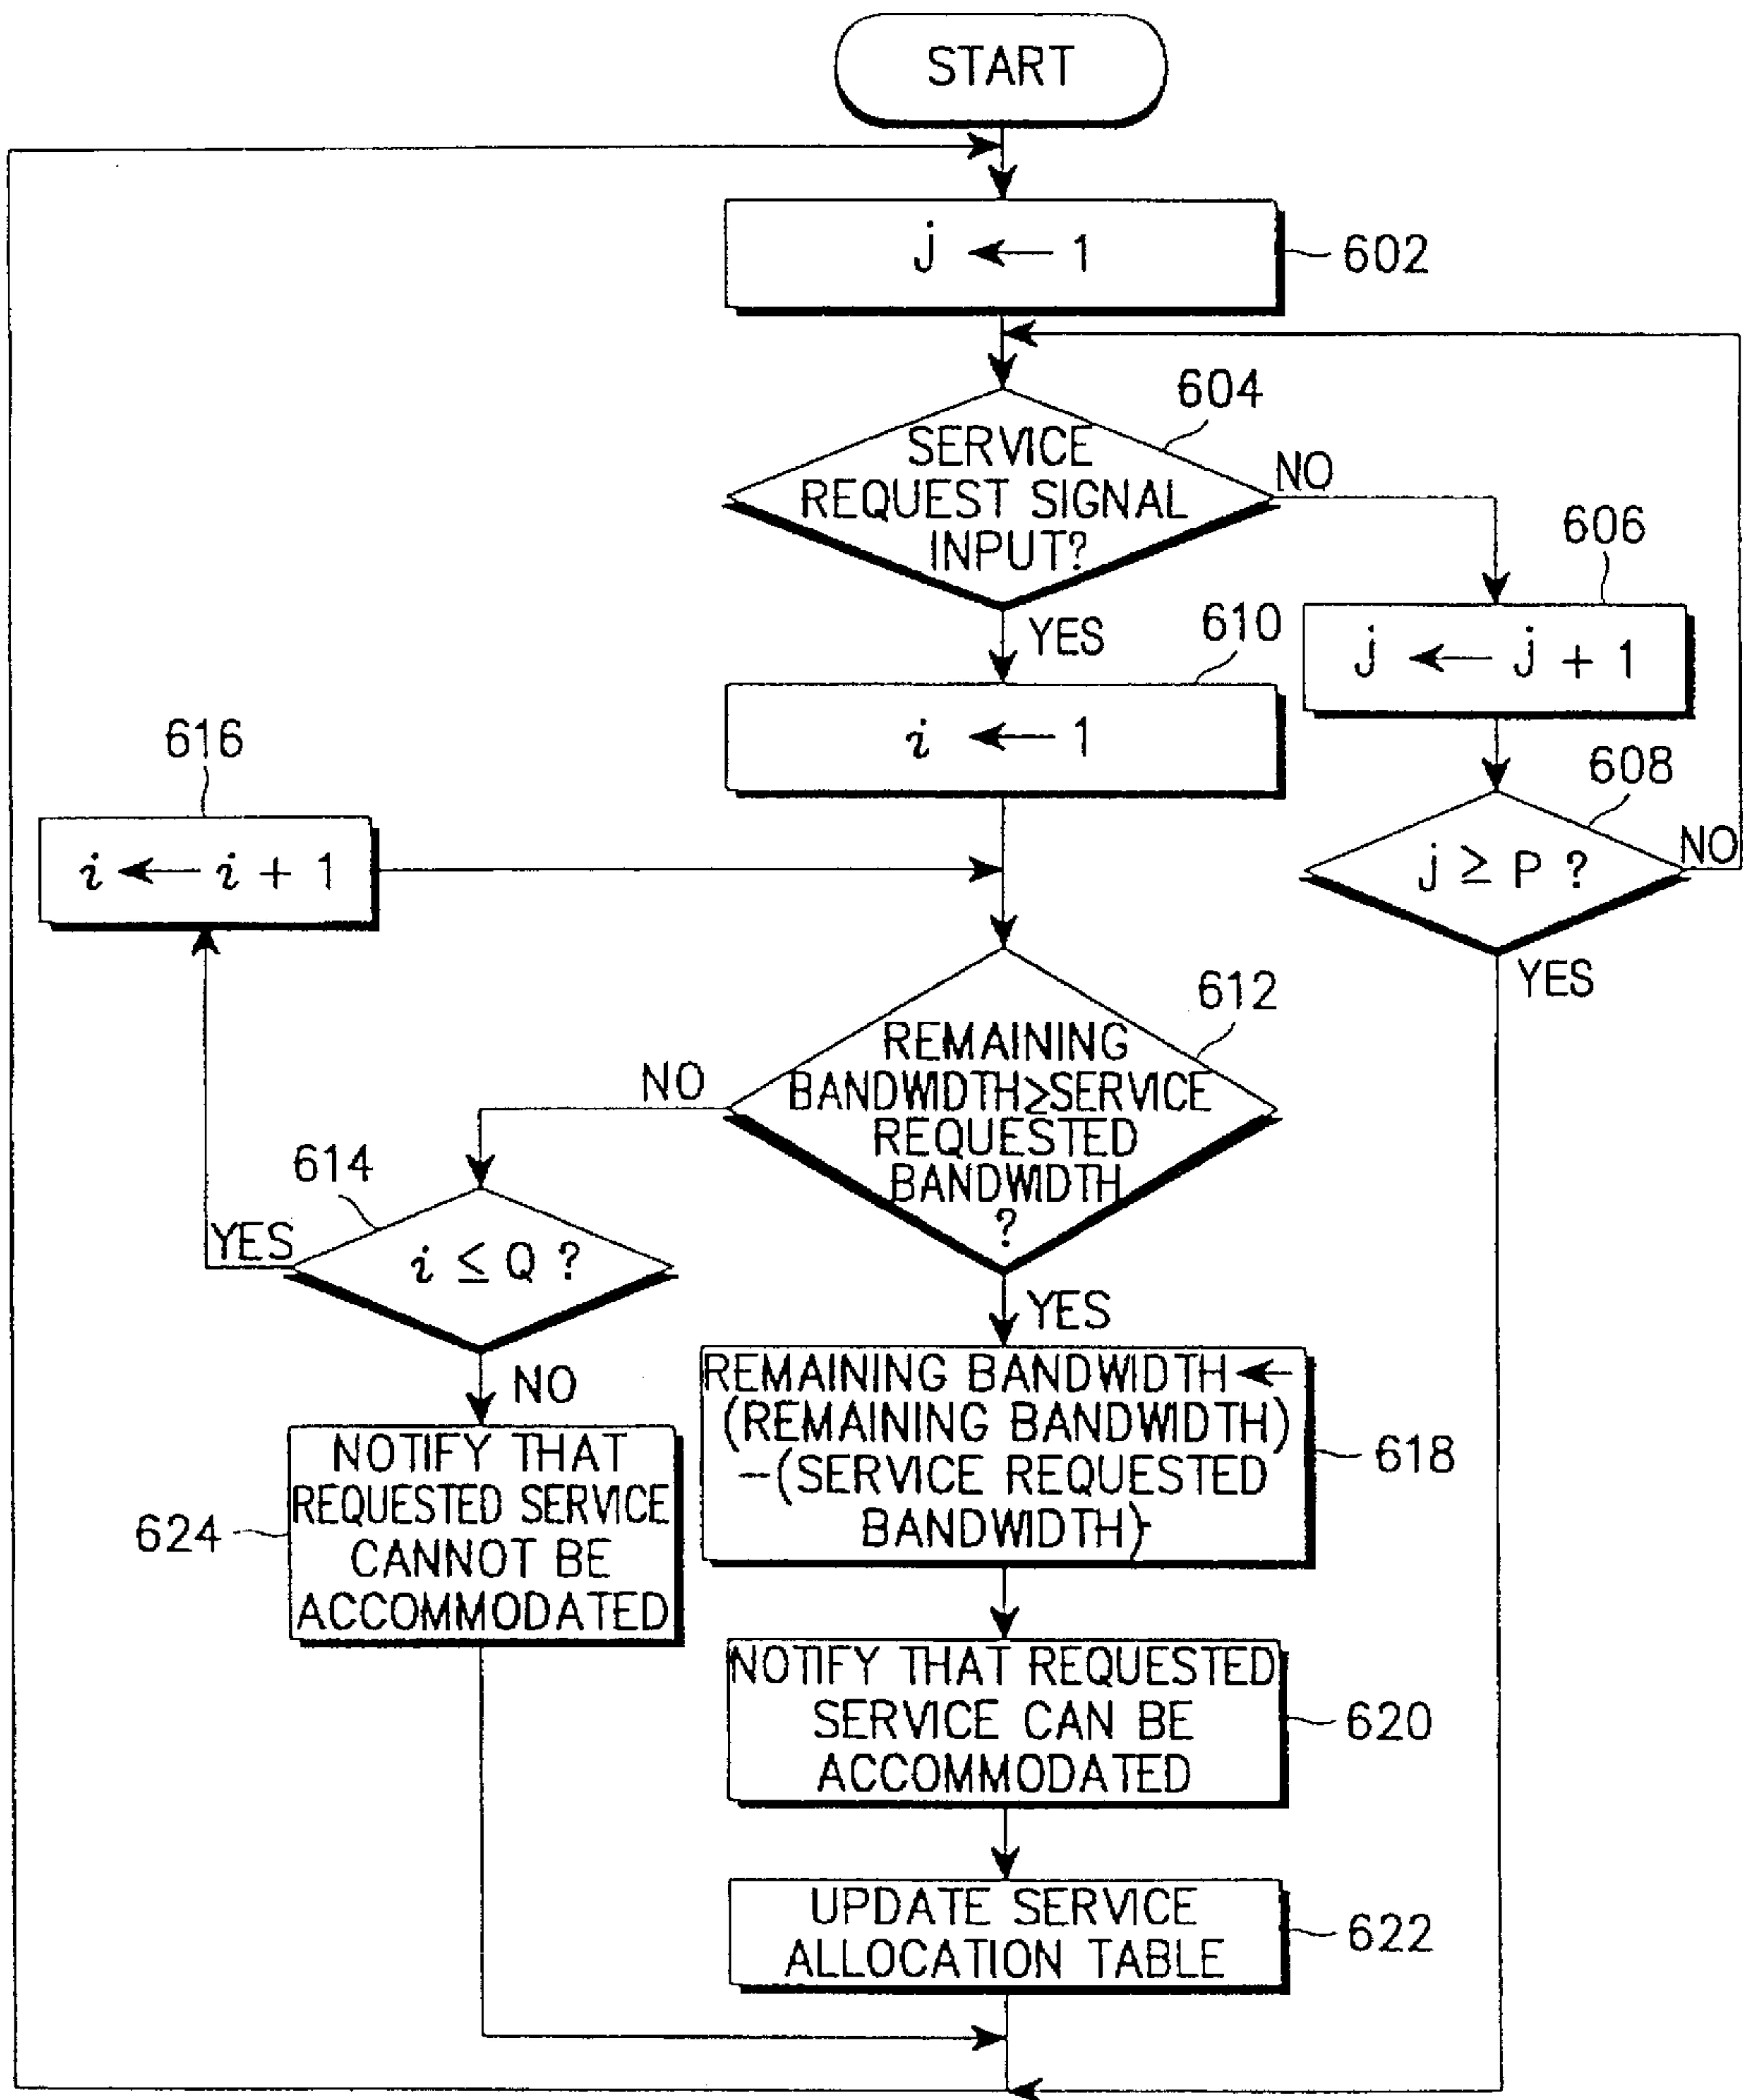 START
j ← 1
602
604
SERVICE
REQUEST SIGNAL
INPUT?
NO
606
YES
610
j ← j + 1
i ← 1
616
608
i ← i + 1
j ≥ P ?
NO
YES
612
REMAINING
BANDWIDTH≥SERVICE
REQUESTED
BANDWIDTH
?
NO
614
YES
i ≤ Q ?
YES
NO
REMAINING BANDWIDTH ←
(REMAINING BANDWIDTH)
-(SERVICE REQUESTED
BANDWIDTH)
618
NOTIFY THAT
REQUESTED SERVICE
CANNOT BE
ACCOMMODATED
624
NOTIFY THAT REQUESTED
SERVICE CAN BE
ACCOMMODATED
620
UPDATE SERVICE
ALLOCATION TABLE
622